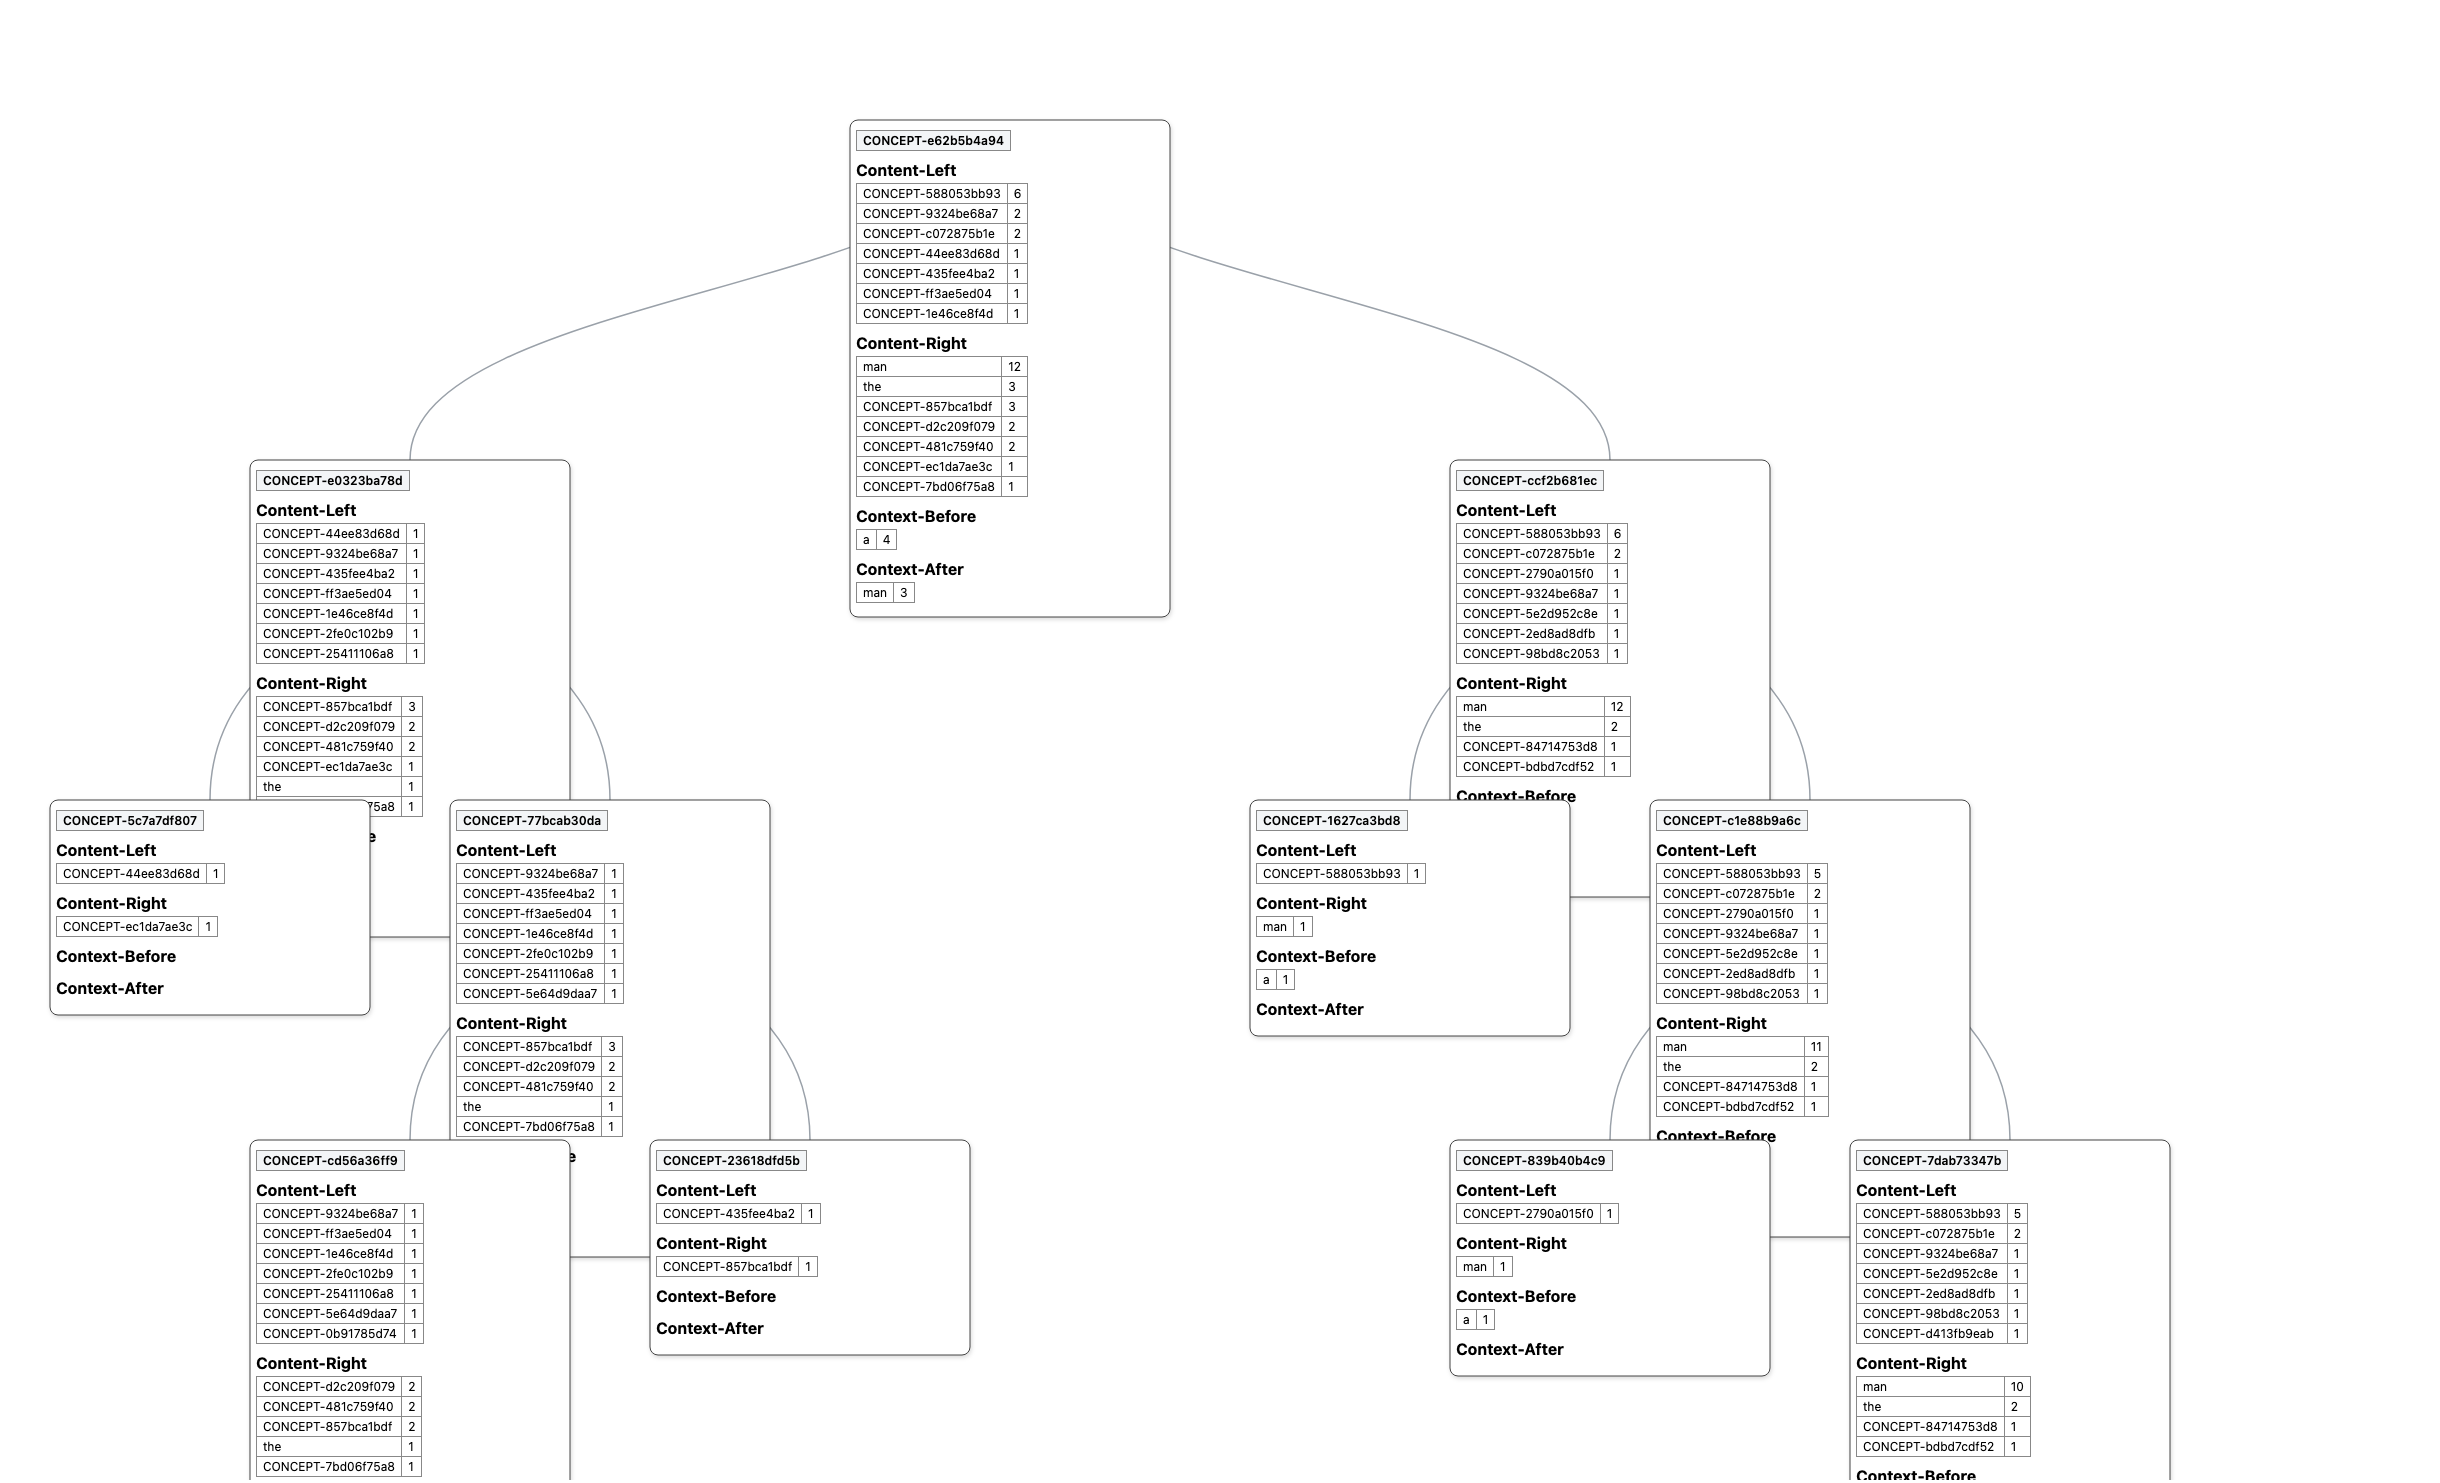 CONCEPT-e62b5b4a94
Content-Left
CONCEPT-588053bb93 6
CONCEPT-9324be68a7 2
CONCEPT-c072875b1e 2
CONCEPT-44ee83d68d 1
CONCEPT-435fee4ba2 1
CONCEPT-ff3ae5ed04 1
CONCEPT-1e46ce8f4d 1
Content-Right
man 12
the 3
CONCEPT-857bca1bdf 3
CONCEPT-d2c209f079 2
CONCEPT-481c759f40 2
CONCEPT-ec1da7ae3c 1
CONCEPT-7bd06f75a8 1
Context-Before
a 4
Context-After
man 3
CONCEPT-e0323ba78d
Content-Left
CONCEPT-44ee83d68d 1
CONCEPT-9324be68a7 1
CONCEPT-435fee4ba2 1
CONCEPT-ff3ae5ed04 1
CONCEPT-1e46ce8f4d 1
CONCEPT-2fe0c102b9 1
CONCEPT-25411106a8 1
Content-Right
CONCEPT-857bca1bdf 3
CONCEPT-d2c209f079 2
CONCEPT-481c759f40 2
CONCEPT-ec1da7ae3c 1
the 1
75a8 1
e
CONCEPT-ccf2b681ec
Content-Left
CONCEPT-588053bb93 6
CONCEPT-c072875b1e 2
CONCEPT-2790a015f0 1
CONCEPT-9324be68a7 1
CONCEPT-5e2d952c8e 1
CONCEPT-2ed8ad8dfb 1
CONCEPT-98bd8c2053 1
Content-Right
man 12
the 2
CONCEPT-84714753d8 1
CONCEPT-bdbd7cdf52 1
Context-Before
CONCEPT-5c7a7df807
Content-Left
CONCEPT-44ee83d68d 1
Content-Right
CONCEPT-ec1da7ae3c 1
Context-Before
Context-After
CONCEPT-77bcab30da
Content-Left
CONCEPT-9324be68a7 1
CONCEPT-435fee4ba2 1
CONCEPT-ff3ae5ed04 1
CONCEPT-1e46ce8f4d 1
CONCEPT-2fe0c102b9 1
CONCEPT-25411106a8 1
CONCEPT-5e64d9daa7 1
Content-Right
CONCEPT-857bca1bdf 3
CONCEPT-d2c209f079 2
CONCEPT-481c759f40 2
the 1
CONCEPT-7bd06f75a8 1
e
CONCEPT-1627ca3bd8
Content-Left
CONCEPT-588053bb93 1
Content-Right
man 1
Context-Before
a 1
Context-After
CONCEPT-c1e88b9a6c
Content-Left
CONCEPT-588053bb93 5
CONCEPT-c072875b1e 2
CONCEPT-2790a015f0 1
CONCEPT-9324be68a7 1
CONCEPT-5e2d952c8e 1
CONCEPT-2ed8ad8dfb 1
CONCEPT-98bd8c2053 1
Content-Right
man 11
the 2
CONCEPT-84714753d8 1
CONCEPT-bdbd7cdf52 1
Context-Before
CONCEPT-cd56a36ff9
Content-Left
CONCEPT-9324be68a7 1
CONCEPT-ff3ae5ed04 1
CONCEPT-1e46ce8f4d 1
CONCEPT-2fe0c102b9 1
CONCEPT-25411106a8 1
CONCEPT-5e64d9daa7 1
CONCEPT-0b91785d74 1
Content-Right
CONCEPT-d2c209f079 2
CONCEPT-481c759f40 2
CONCEPT-857bca1bdf 2
the 1
CONCEPT-7bd06f75a8 1
CONCEPT-23618dfd5b
Content-Left
CONCEPT-435fee4ba2 1
Content-Right
CONCEPT-857bca1bdf 1
Context-Before
Context-After
CONCEPT-839b40b4c9
Content-Left
CONCEPT-2790a015f0 1
Content-Right
man 1
Context-Before
a 1
Context-After
CONCEPT-7dab73347b
Content-Left
CONCEPT-588053bb93 5
CONCEPT-c072875b1e 2
CONCEPT-9324be68a7 1
CONCEPT-5e2d952c8e 1
CONCEPT-2ed8ad8dfb 1
CONCEPT-98bd8c2053 1
CONCEPT-d413fb9eab 1
Content-Right
man 10
the 2
CONCEPT-84714753d8 1
CONCEPT-bdbd7cdf52 1
Context-Before